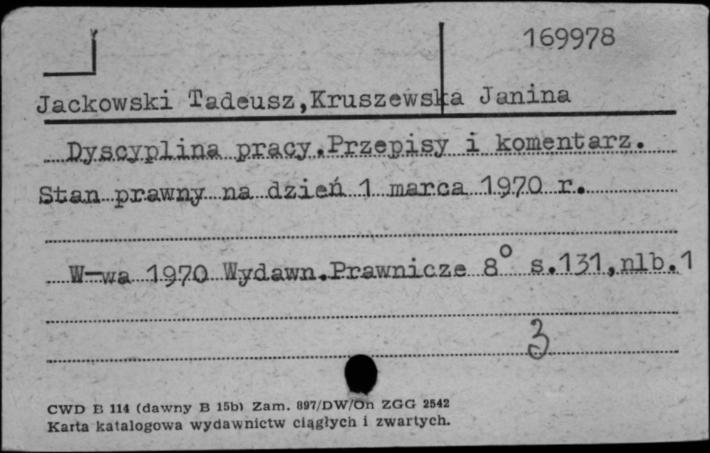 169978
Jackowski Tadeusz,Kruszewska Janina
Dyscyplina pracy.Przepisy i komentarz.
Stan prawny na dzień 1 marca 1970 r.
W-wa 1970 Wydawn.Prawnicze 8° s.131,nlb.1
3
CWD B 114 (dawny B 15b) Zam. 897/DW/On ZGG 2542
Karta katalogowa wydawnictw ciągłych i zwartych.